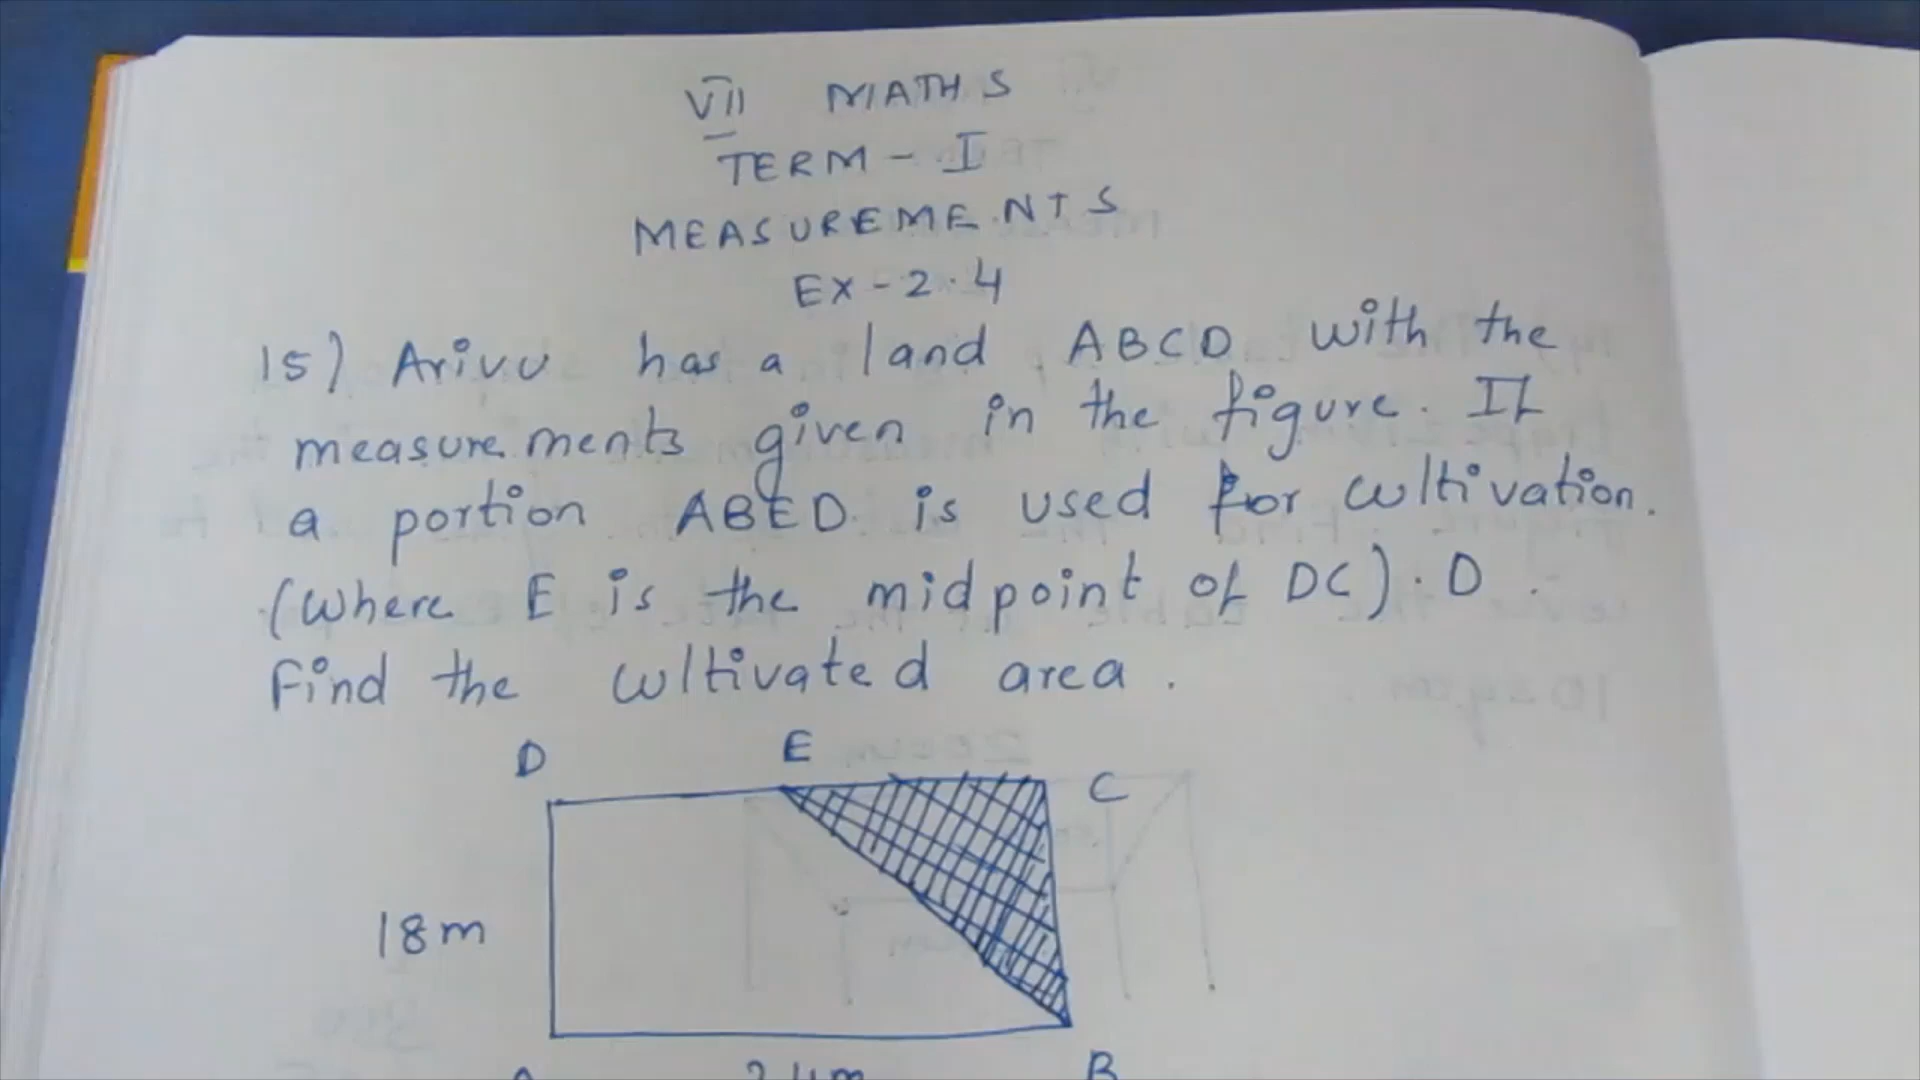 VII MATHS
TERM - I
MEASUREMENTS
EX-2.4
15) Arivu has a land ABCD with the
measurements given in the figure. If
a portion ABED is used for cultivation.
(Where E is the midpoint of DC). D.
Find the cultivated area.
D E C
18m
24m B